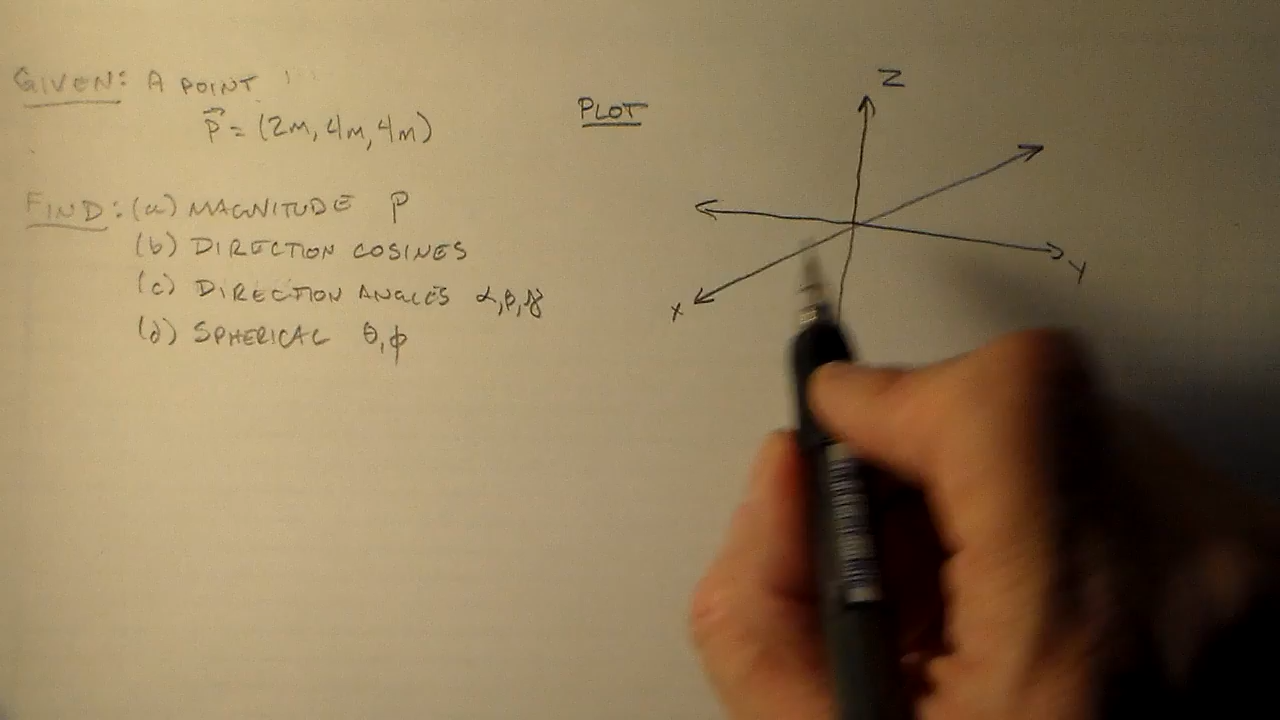 GIVEN: A POINT
p⃗ = (2m, 4m, 4m)
FIND: (a) MAGNITUDE P
(b) DIRECTION COSINES
(c) DIRECTION ANGLES α, β, γ
(d) SPHERICAL θ, φ
PLOT
Z
Y
X